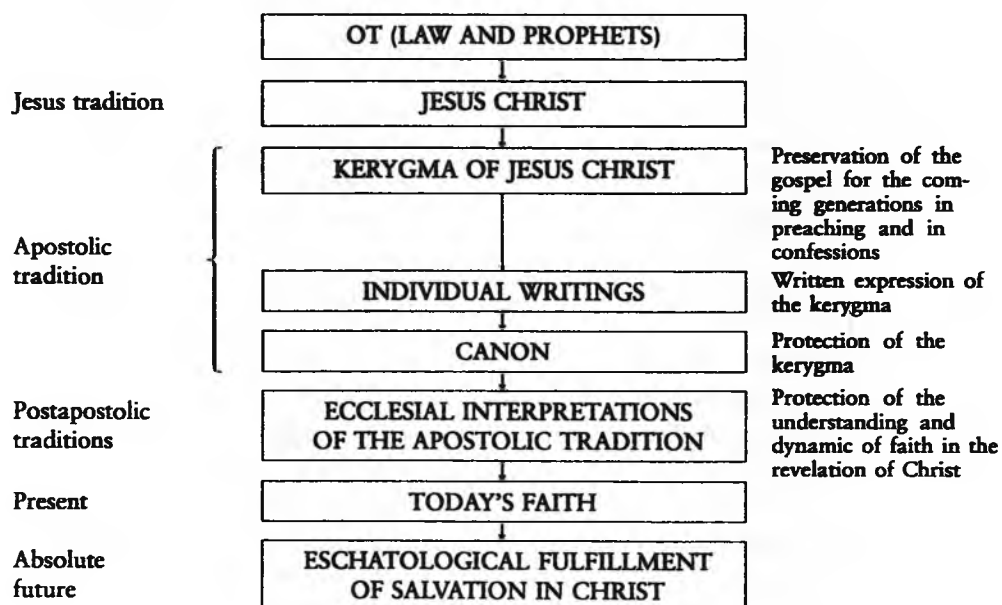 OT (LAW AND PROPHETS)
Jesus tradition
JESUS CHRIST
KERYGMA OF JESUS CHRIST
Preservation of the
gospel for the com-
ing generations in
preaching and in
confessions
Apostolic
tradition
INDIVIDUAL WRITINGS
Written expression of
the kerygma
CANON
Protection of the
kerygma
Postapostolic
traditions
ECCLESIAL INTERPRETATIONS
OF THE APOSTOLIC TRADITION
Protection of the
understanding and
dynamic of faith in the
revelation of Christ
Present
TODAY'S FAITH
Absolute
future
ESCHATOLOGICAL FULFILLMENT
OF SALVATION IN CHRIST